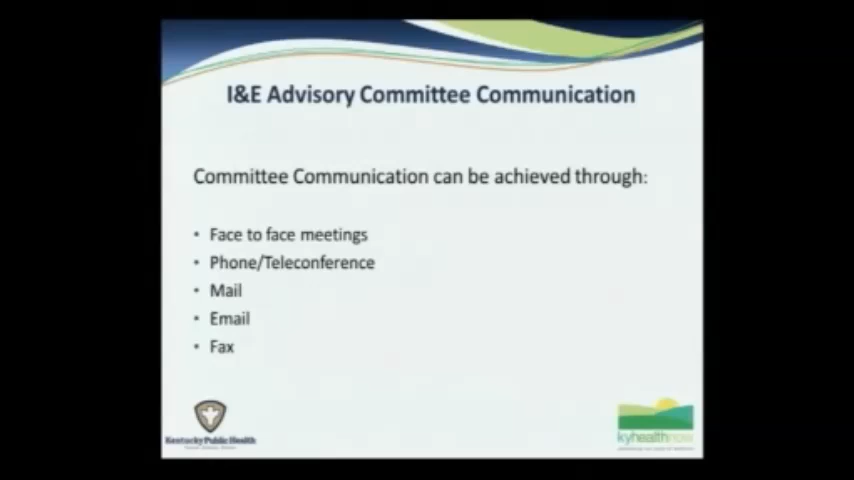 I&E Advisory Committee Communication
Committee Communication can be achieved through:
• Face to face meetings
• Phone/Teleconference
• Mail
• Email
• Fax
Kentucky Public Health
kyhealthnow